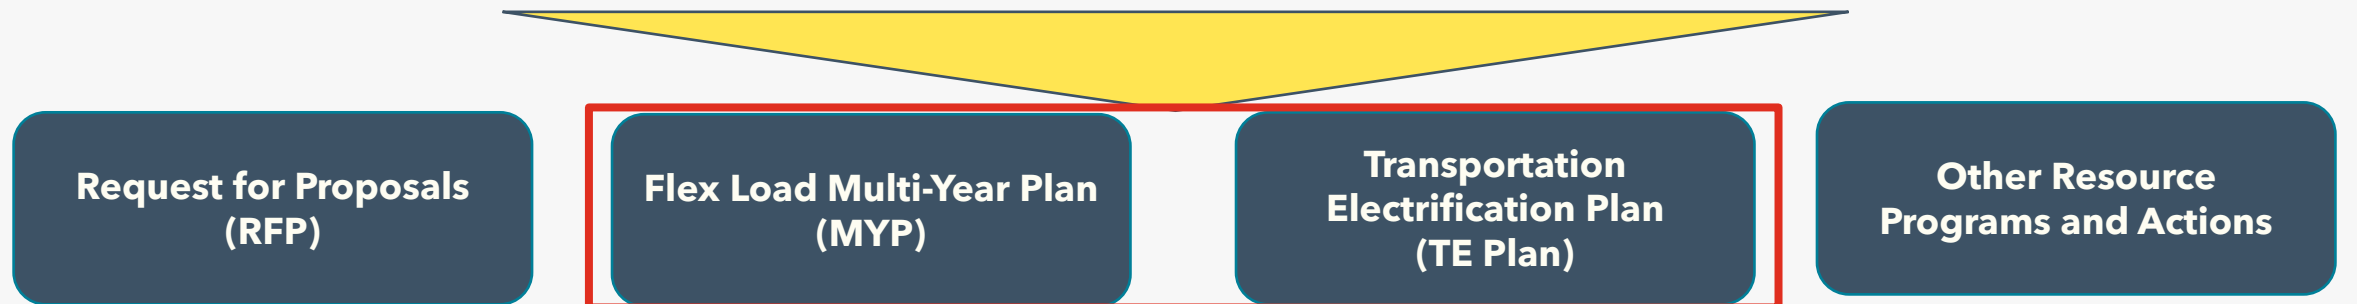 Request for Proposals
(RFP)
Flex Load Multi-Year Plan
(MYP)
Transportation
Electrification Plan
(TE Plan)
Other Resource
Programs and Actions